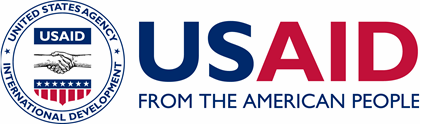 UNITED STATES AGENCY
USAID
INTERNATIONAL DEVELOPMENT
USAID
FROM THE AMERICAN PEOPLE